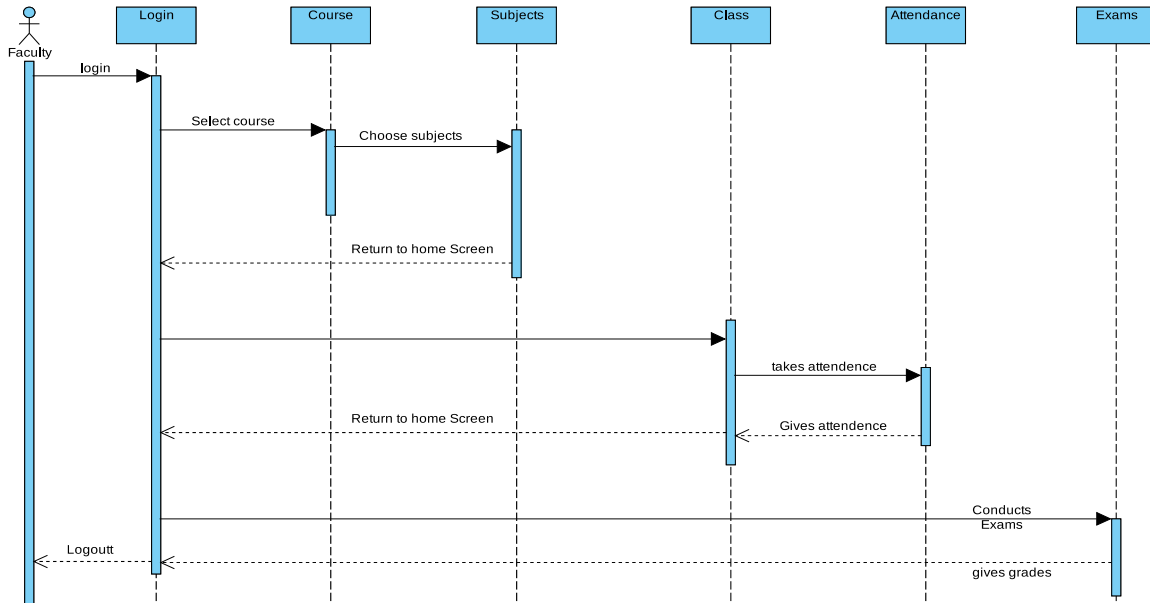 Login
Course
Subjects
Class
Attendance
Exams
Faculty
login
Select course
Choose subjects
Return to home Screen
takes attendence
Return to home Screen
Gives attendence
Conducts
Exams
Logoutt
gives grades